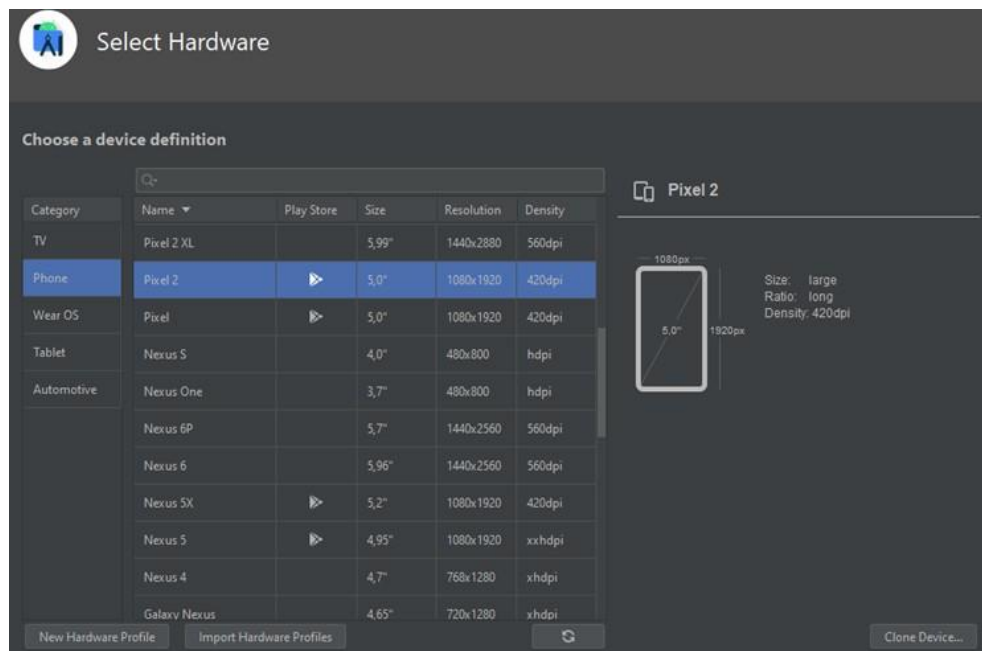 Select Hardware
Choose a device definition
Category
TV
Phone
Wear OS
Tablet
Automotive
Name Play Store Size Resolution Density
Pixel 2 XL 5,99" 1440x2880 560dpi
Pixel 2 5,0" 1080x1920 420dpi
Pixel 5,0" 1080x1920 420dpi
Nexus S 4,0" 480x800 hdpi
Nexus One 3,7" 480x800 hdpi
Nexus 6P 5,7" 1440x2560 560dpi
Nexus 6 5,96" 1440x2560 560dpi
Nexus 5X 5,2" 1080x1920 420dpi
Nexus 5 4,95" 1080x1920 xxhdpi
Nexus 4 4,7" 768x1280 xhdpi
Galaxy Nexus 4,65" 720x1280 xhdpi
Pixel 2
1080px
5,0"
1920px
Size: large
Ratio: long
Density: 420dpi
New Hardware Profile Import Hardware Profiles Clone Device...